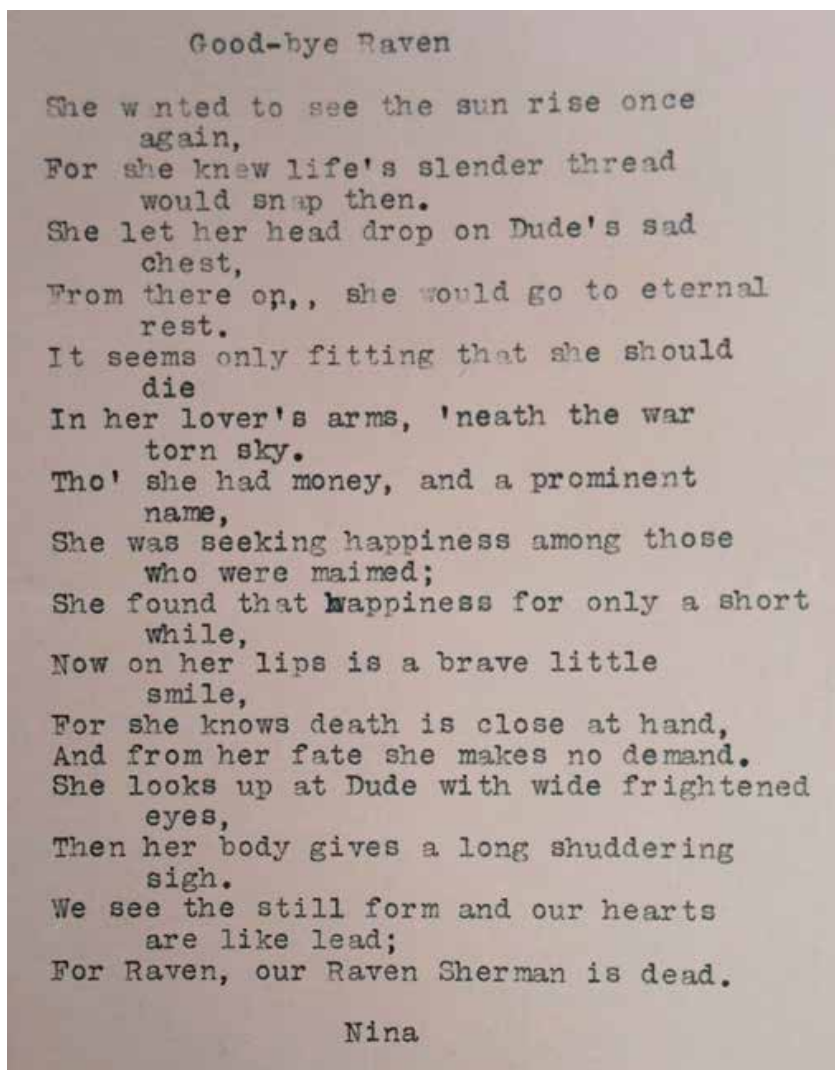 Good-bye Raven
She w nted to see the sun rise once
again,
For she knew life's slender thread
would snap then.
She let her head drop on Dude's sad
chest,
From there on,, she would go to eternal
rest.
It seems only fitting that she should
die
In her lover's arms, 'neath the war
torn sky.
Tho' she had money, and a prominent
name,
She was seeking happiness among those
who were maimed;
She found that happiness for only a short
while,
Now on her lips is a brave little
smile,
For she knows death is close at hand,
And from her fate she makes no demand.
She looks up at Dude with wide frightened
eyes,
Then her body gives a long shuddering
sigh.
We see the still form and our hearts
are like lead;
For Raven, our Raven Sherman is dead.
Nina